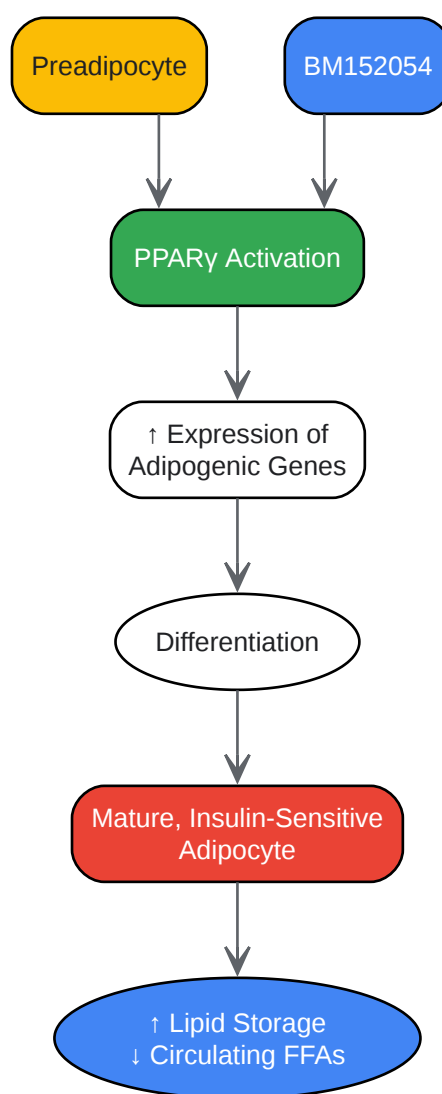 Preadipocyte
BM152054
PPARγ Activation
↑ Expression of
Adipogenic Genes
Differentiation
Mature, Insulin-Sensitive
Adipocyte
↑ Lipid Storage
↓ Circulating FFAs